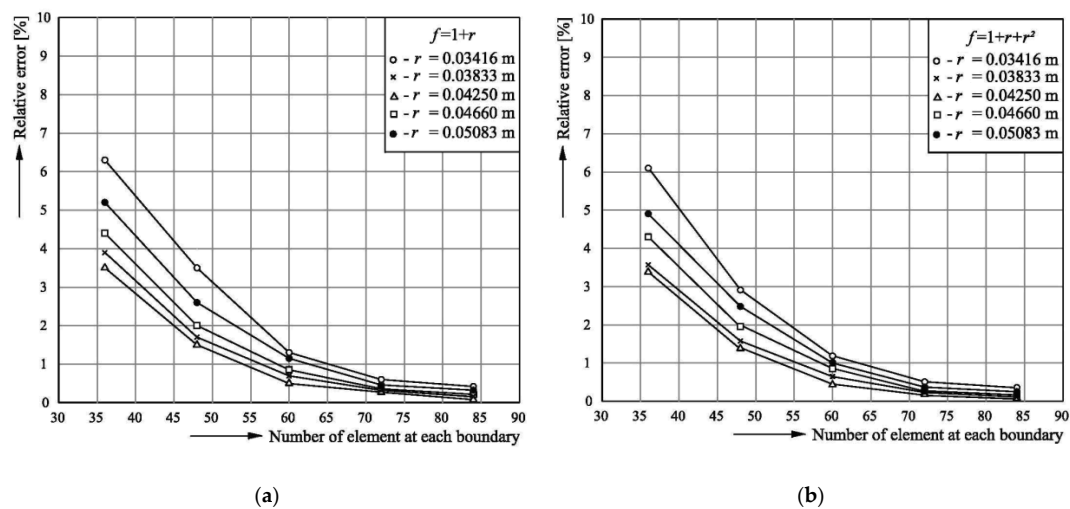 10
9
8
7
6
5
4
3
2
1
0
Relative error [%]
f=1+r
- r = 0.03416 m
- r = 0.03833 m
- r = 0.04250 m
- r = 0.04660 m
- r = 0.05083 m
30 35 40 45 50 55 60 65 70 75 80 85 90
Number of element at each boundary
(a)
10
9
8
7
6
5
4
3
2
1
0
Relative error [%]
f=1+r+r²
- r = 0.03416 m
- r = 0.03833 m
- r = 0.04250 m
- r = 0.04660 m
- r = 0.05083 m
30 35 40 45 50 55 60 65 70 75 80 85 90
Number of element at each boundary
(b)